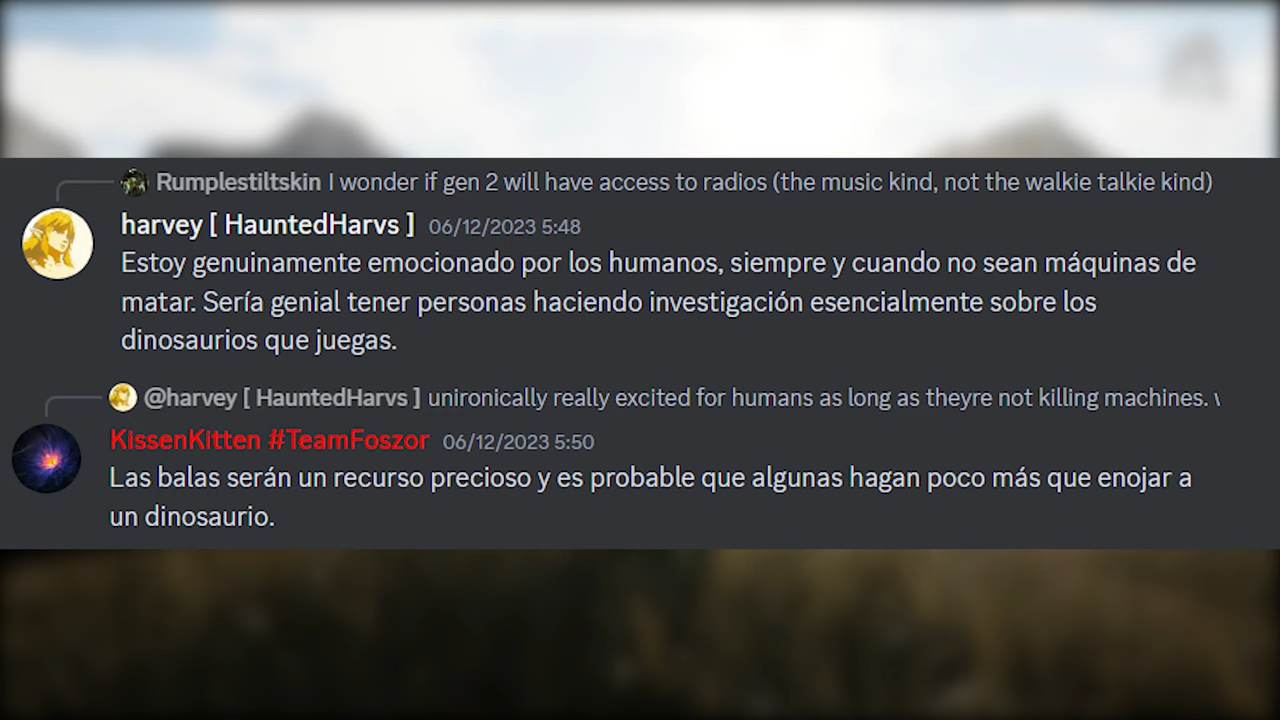 Rumplestiltskin I wonder if gen 2 will have access to radios (the music kind, not the walkie talkie kind)
harvey [ HauntedHarvs ] 06/12/2023 5:48
Estoy genuinamente emocionado por los humanos, siempre y cuando no sean máquinas de
matar. Sería genial tener personas haciendo investigación esencialmente sobre los
dinosaurios que juegas.
@harvey [ HauntedHarvs ] unironically really excited for humans as long as theyre not killing machines.
KissenKitten #TeamFoszor 06/12/2023 5:50
Las balas serán un recurso precioso y es probable que algunas hagan poco más que enojar a
un dinosaurio.